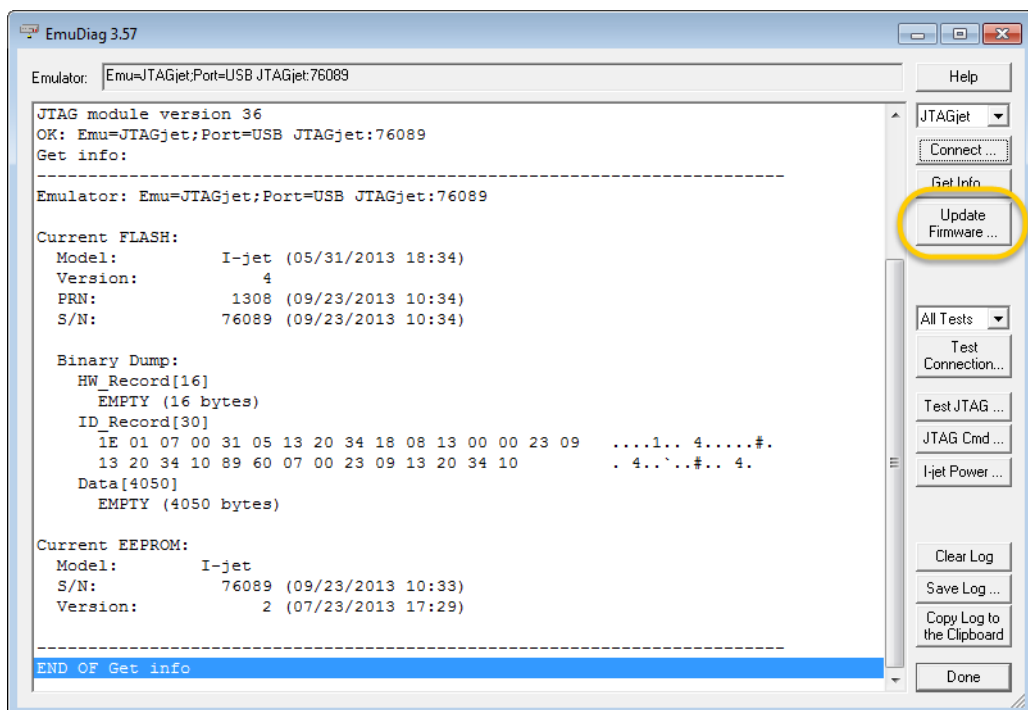 EmuDiag 3.57
Emulator: Emu=JTAGjet;Port=USB JTAGjet:76089
Help
JTAG module version 36
OK: Emu=JTAGjet;Port=USB JTAGjet:76089
Get info:
-------------------------------------------------------------------------
Emulator: Emu=JTAGjet;Port=USB JTAGjet:76089
Current FLASH:
Model: I-jet (05/31/2013 18:34)
Version: 4
PRN: 1308 (09/23/2013 10:34)
S/N: 76089 (09/23/2013 10:34)
Binary Dump:
HW_Record[16]
EMPTY (16 bytes)
ID_Record[30]
1E 01 07 00 31 05 13 20 34 18 08 13 00 00 23 09 ....1.. 4.....#.
13 20 34 10 89 60 07 00 23 09 13 20 34 10 . 4..`..#.. 4.
Data[4050]
EMPTY (4050 bytes)
Current EEPROM:
Model: I-jet
S/N: 76089 (09/23/2013 10:33)
Version: 2 (07/23/2013 17:29)
-------------------------------------------------------------------------
END OF Get info
JTAGjet
Connect ...
Get Info
Update
Firmware ...
All Tests
Test
Connection...
Test JTAG ...
JTAG Cmd ...
I-jet Power ...
Clear Log
Save Log ...
Copy Log to
the Clipboard
Done